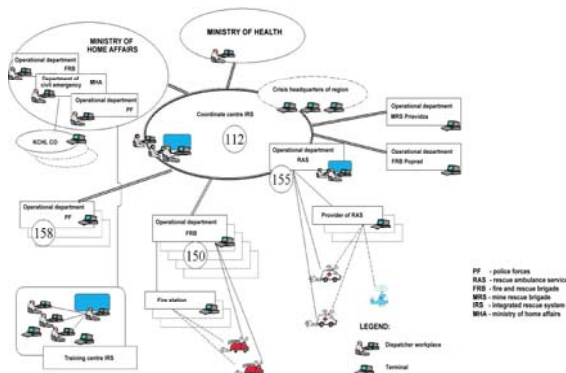 MINISTRY OF
HOME AFFAIRS
Operational department
FRB
Department of
civil emergency
MHA
Operational department
PF
KCHL CO
MINISTRY OF HEALTH
Crisis headquarters of region
Coordinate centre IRS
112
Operational department
MRS Prievidza
Operational department
FRB Poprad
Operational department
RAS
155
Operational department
PF
158
Operational department
FRB
150
Provider of RAS
Fire station
Training centre IRS
PF - police forces
RAS - rescue ambulance service
FRB - fire and rescue brigade
MRS - mine rescue brigade
IRS - integrated rescue system
MHA - ministry of home affairs
LEGEND:
Dispatcher workplace
Terminal